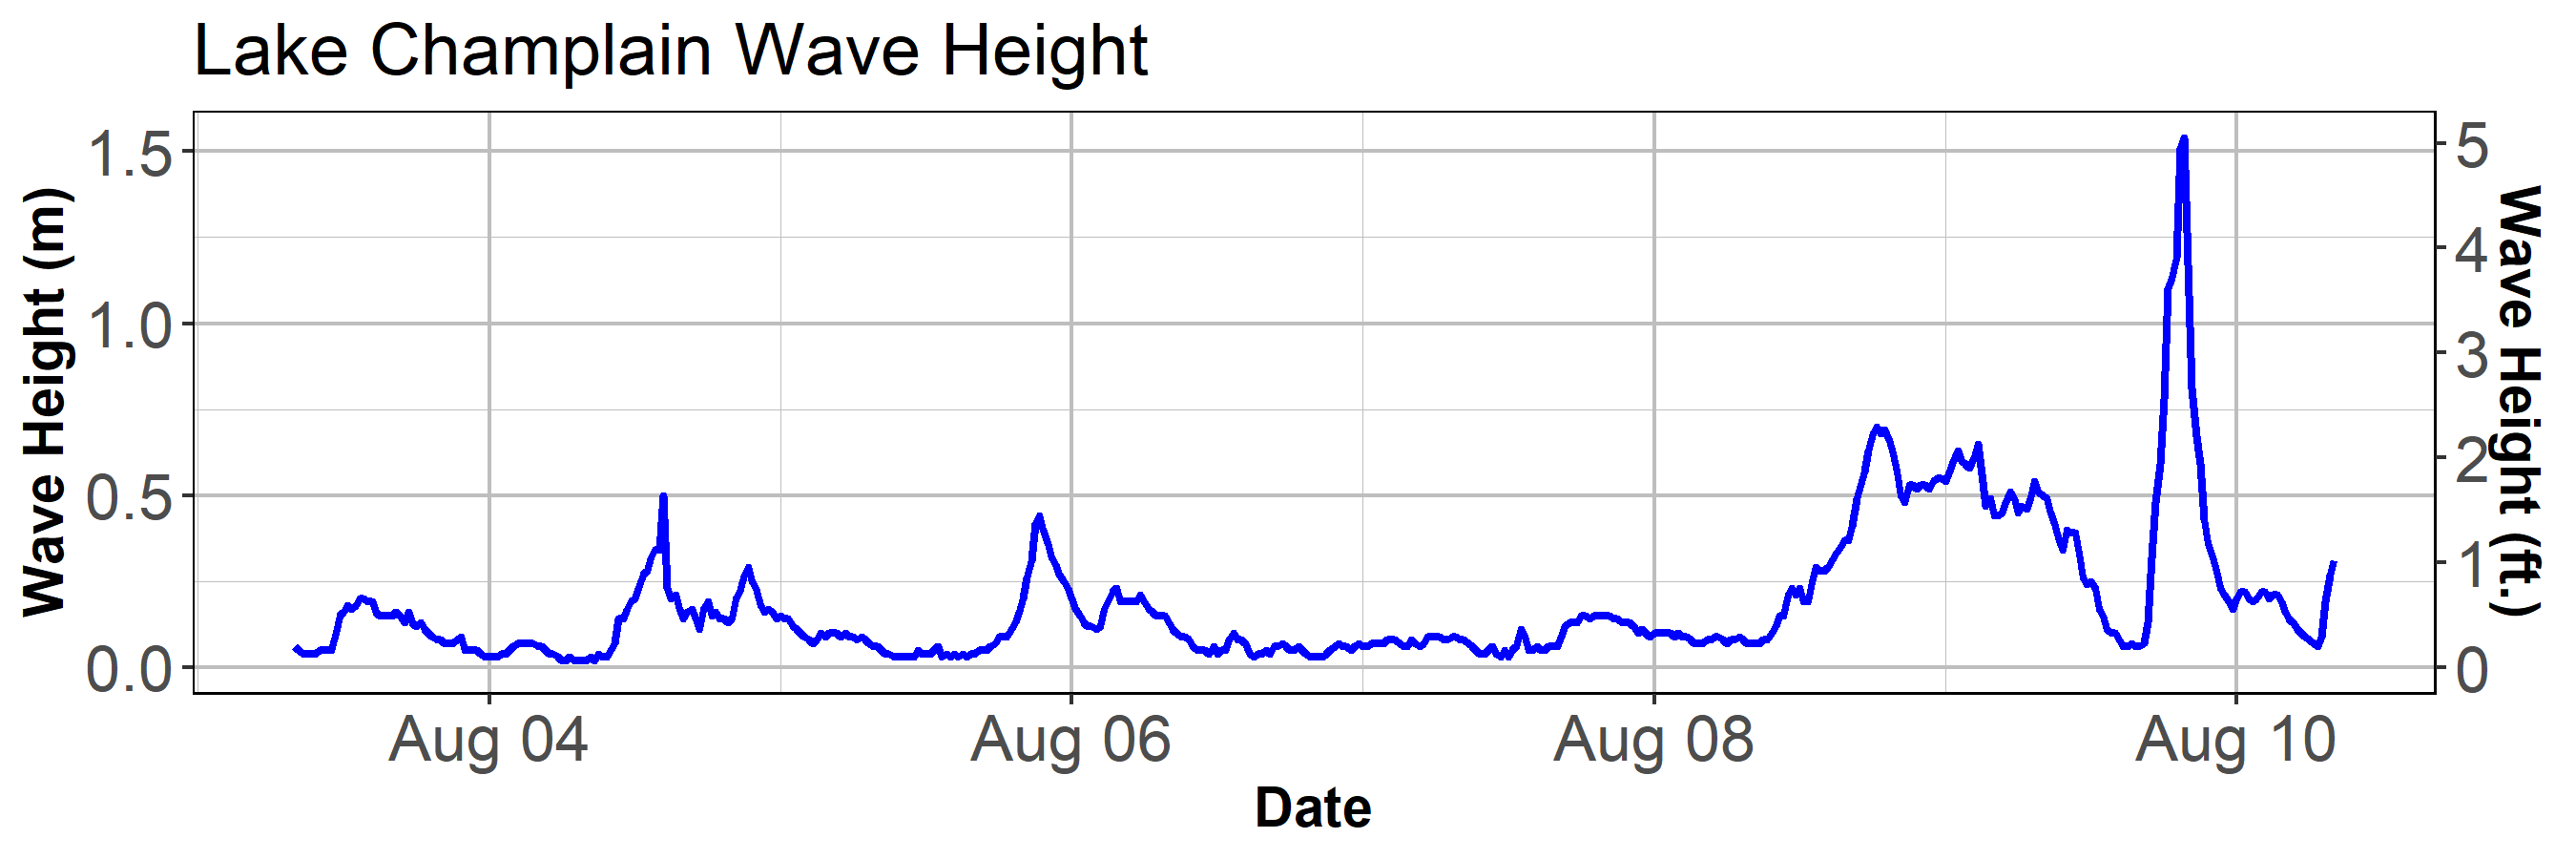 Lake Champlain Wave Height
Wave Height (m)
1.5
1.0
0.5
0.0
5
4
3
2
1
0
Wave Height (ft.)
Aug 04 Aug 06 Aug 08 Aug 10
Date